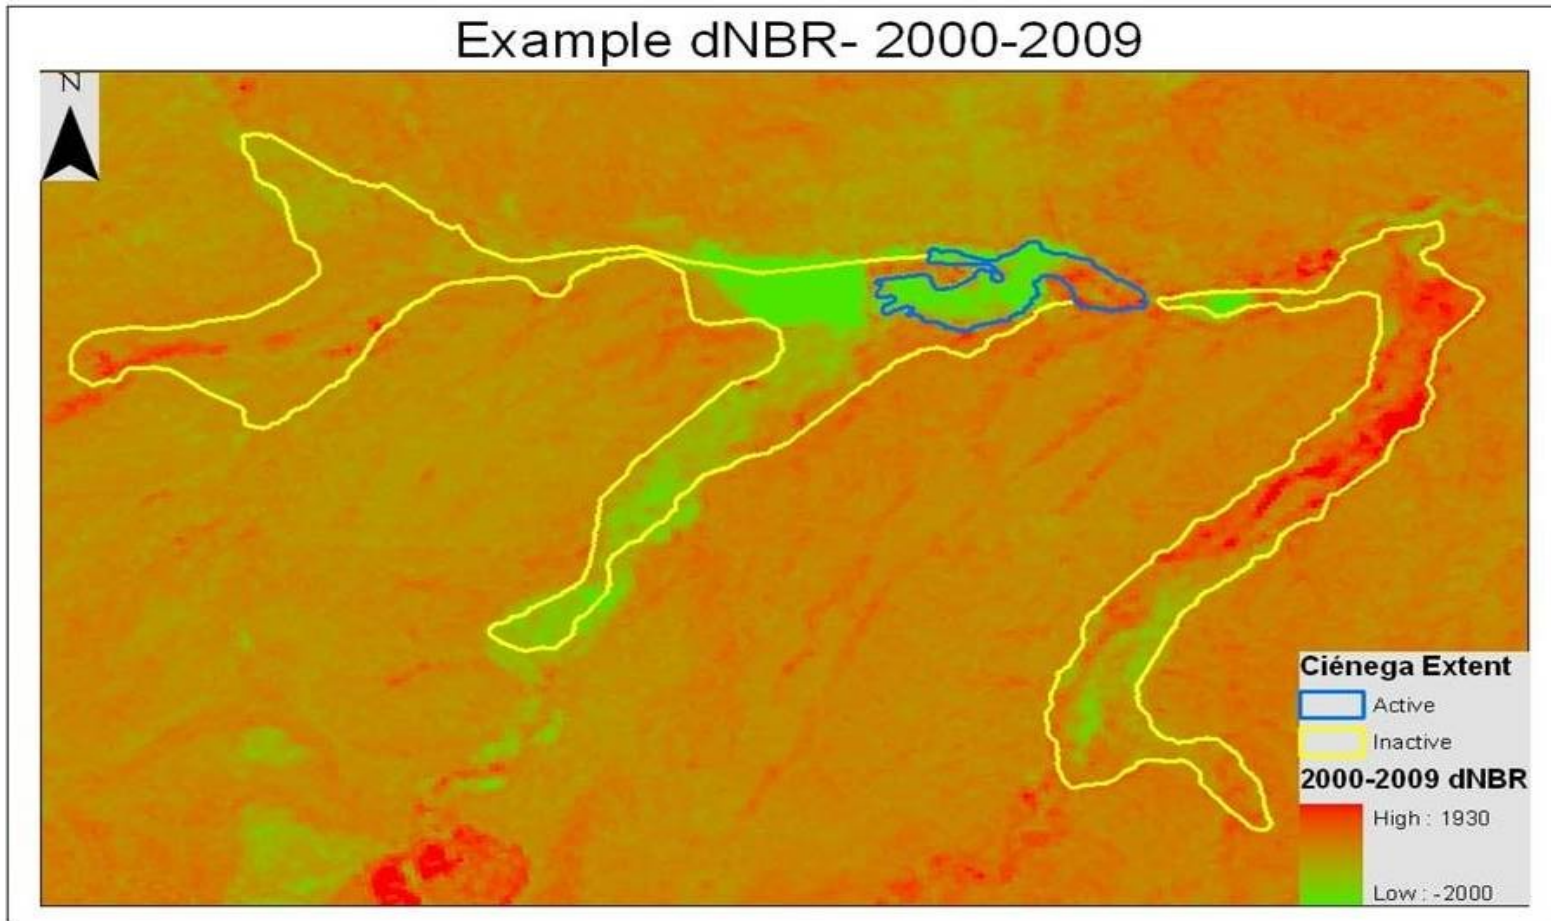 Example dNBR- 2000-2009
N
Ciénega Extent
Active
Inactive
2000-2009 dNBR
High : 1930
Low : -2000